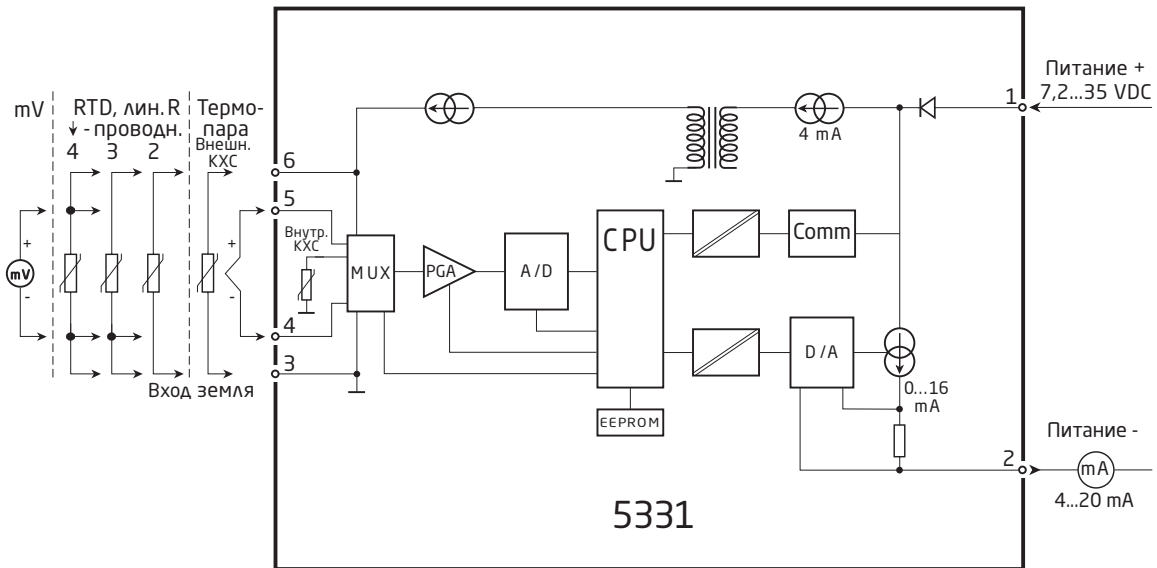 mV
RTD, лин. R
↓ - проводн.
4 3 2
Термо-
пара
Внешн.
КХС
+
-
mV
+
-
Вход земля
6
5
4
3
Внутр.
КХС
MUX
PGA
A/D
CPU
EEPROM
Comm
D/A
4 mA
0...16
mA
1
Питание +
7,2...35 VDC
2
Питание -
mA
4...20 mA
5331